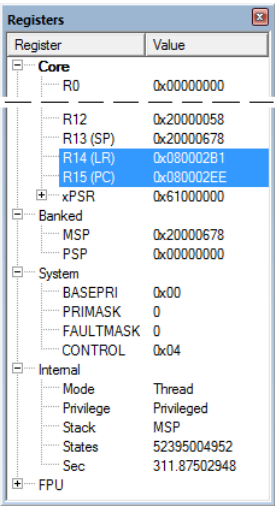 Registers
Register Value
Core
R0 0x00000000
R12 0x20000058
R13 (SP) 0x20000678
R14 (LR) 0x080002B1
R15 (PC) 0x080002EE
xPSR 0x61000000
Banked
MSP 0x20000678
PSP 0x00000000
System
BASEPRI 0x00
PRIMASK 0
FAULTMASK 0
CONTROL 0x04
Internal
Mode Thread
Privilege Privileged
Stack MSP
States 52395004952
Sec 311.87502948
FPU